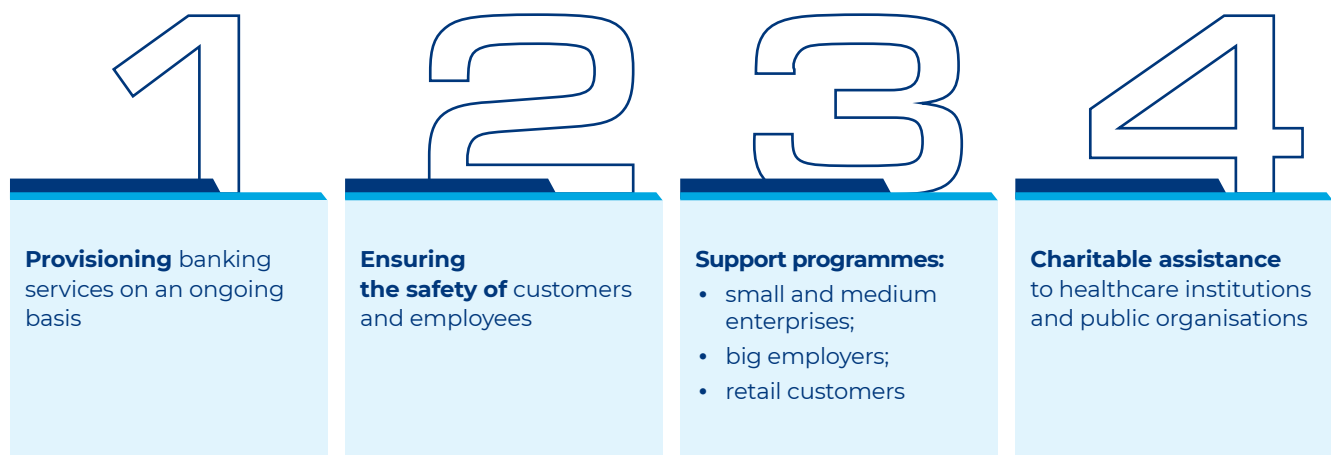 1
Provisioning banking
services on an ongoing
basis
2
Ensuring
the safety of customers
and employees
3
Support programmes:
• small and medium
enterprises;
• big employers;
• retail customers
4
Charitable assistance
to healthcare institutions
and public organisations